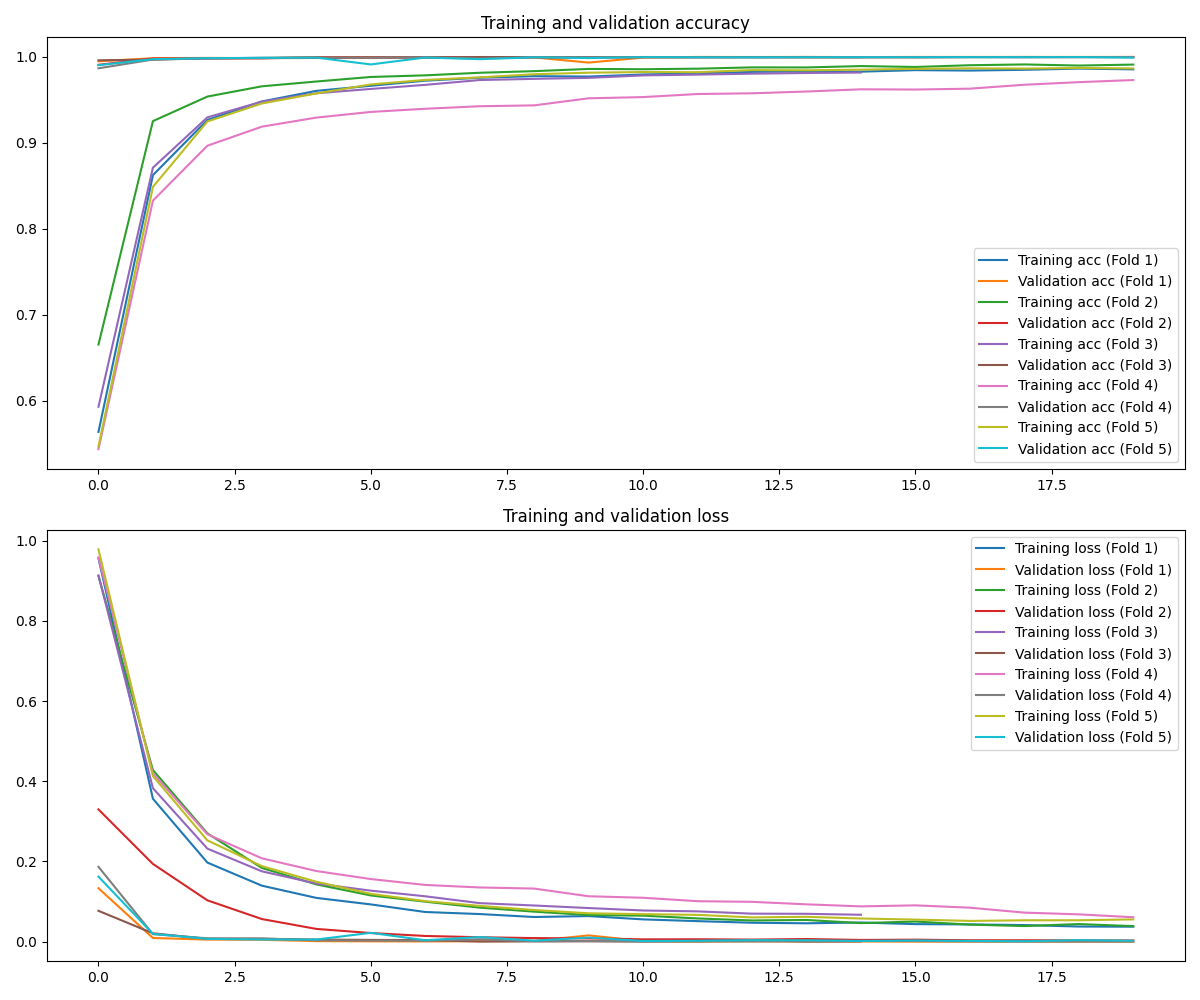 Training and validation accuracy
1.0
0.9
0.8
0.7
0.6
Training acc (Fold 1)
Validation acc (Fold 1)
Training acc (Fold 2)
Validation acc (Fold 2)
Training acc (Fold 3)
Validation acc (Fold 3)
Training acc (Fold 4)
Validation acc (Fold 4)
Training acc (Fold 5)
Validation acc (Fold 5)
0.0 2.5 5.0 7.5 10.0 12.5 15.0 17.5
Training and validation loss
1.0
0.8
0.6
0.4
0.2
0.0
Training loss (Fold 1)
Validation loss (Fold 1)
Training loss (Fold 2)
Validation loss (Fold 2)
Training loss (Fold 3)
Validation loss (Fold 3)
Training loss (Fold 4)
Validation loss (Fold 4)
Training loss (Fold 5)
Validation loss (Fold 5)
0.0 2.5 5.0 7.5 10.0 12.5 15.0 17.5